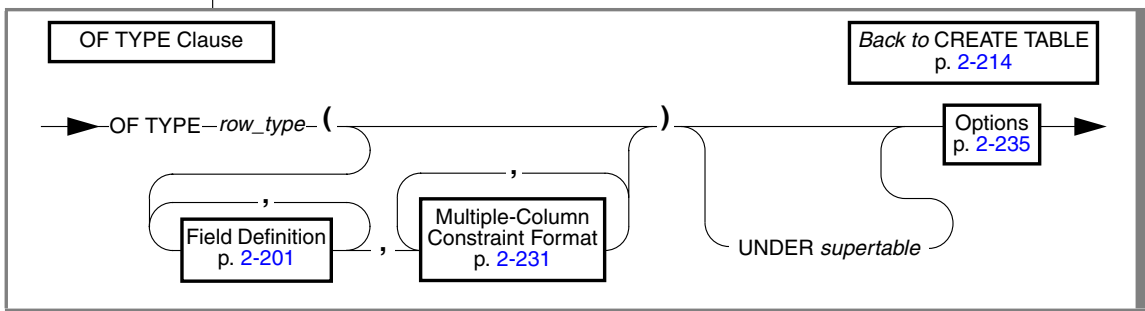 OF TYPE Clause
Back to CREATE TABLE
p. 2-214
OF TYPE row_type ( )
Options
p. 2-235
,
,
Field Definition
p. 2-201
,
Multiple-Column
Constraint Format
p. 2-231
UNDER supertable